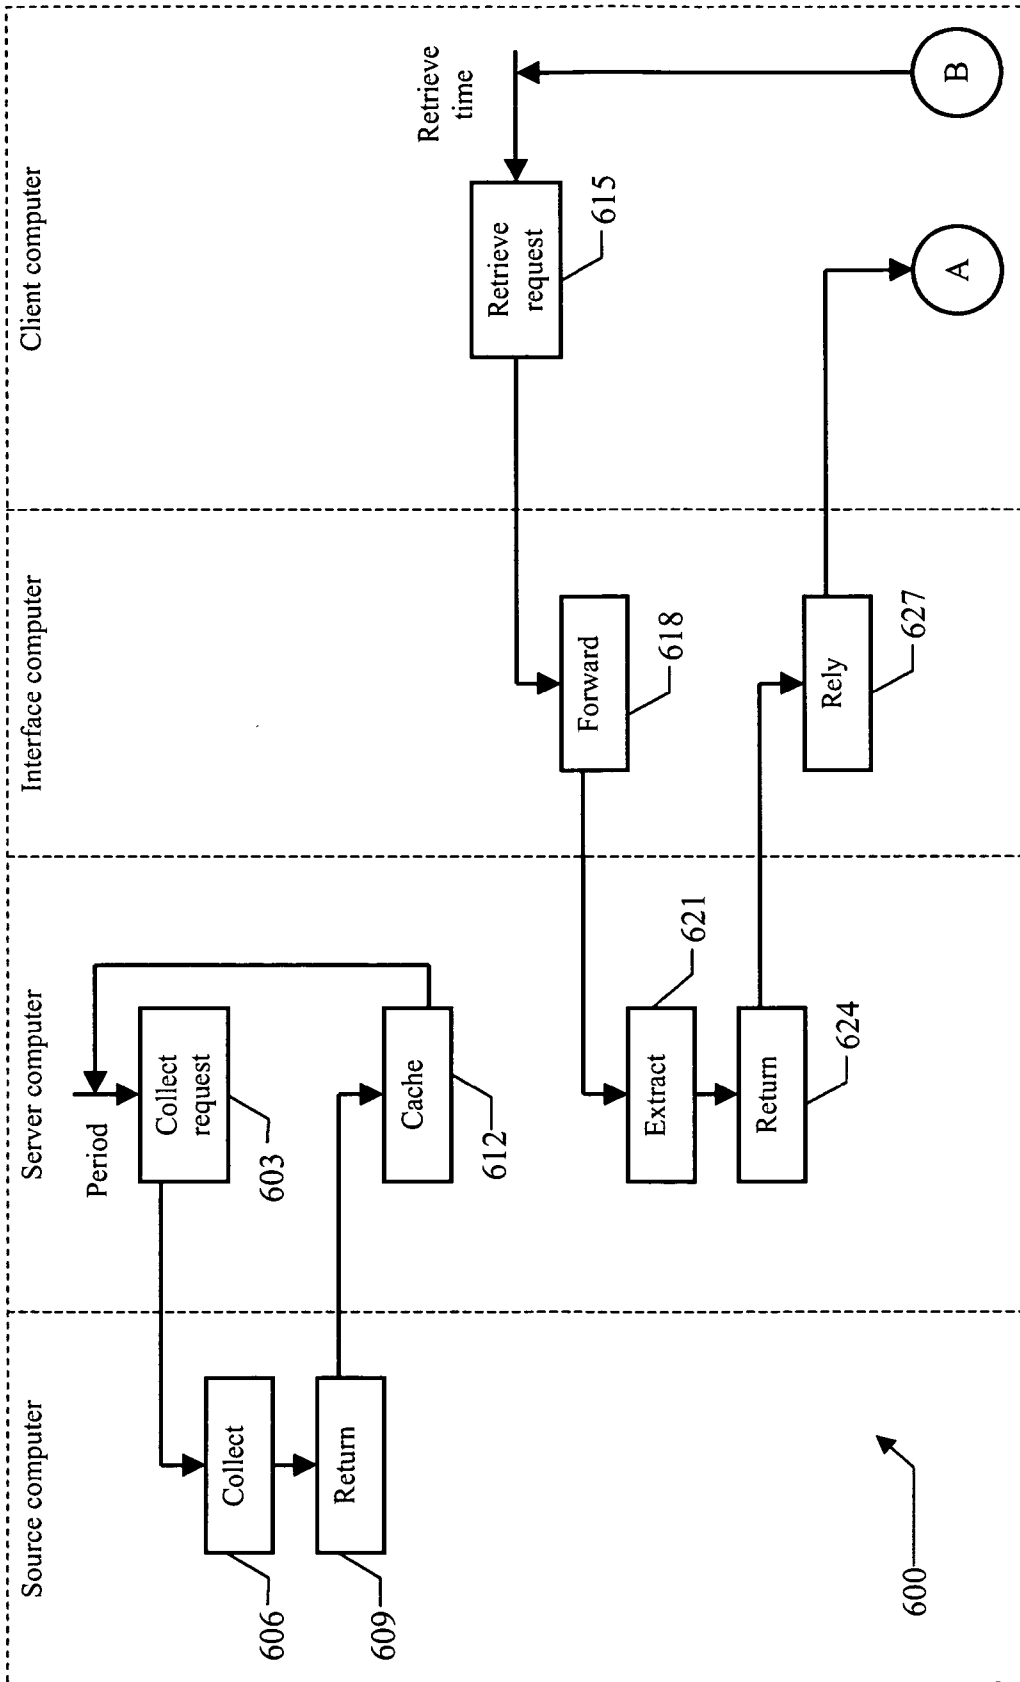 Source computer
Server computer
Interface computer
Client computer
Period
Collect
request
603
Collect
606
Return
609
Cache
612
Retrieve
time
Retrieve
request
615
Forward
618
Extract
621
Return
624
Rely
627
A
B
600